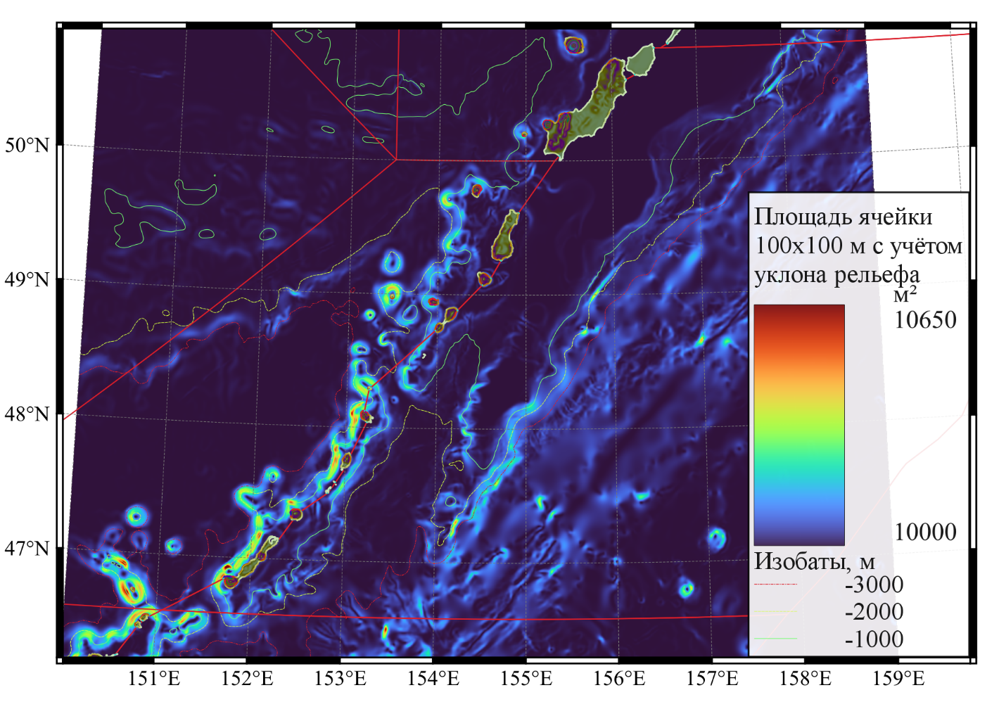 50°N
49°N
48°N
47°N
Площадь ячейки
100x100 м с учётом
уклона рельефа
м²
10650
10000
Изобаты, м
-3000
-2000
-1000
151°E 152°E 153°E 154°E 155°E 156°E 157°E 158°E 159°E